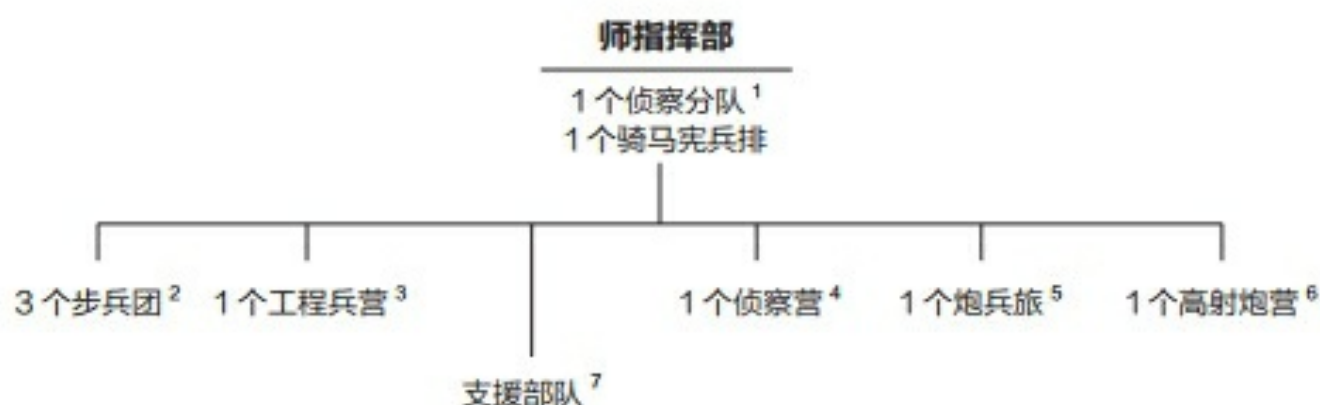 师指挥部
1个侦察分队 1
1个骑马宪兵排
3个步兵团 2 1个工程兵营 3 1个侦察营 4 1个炮兵旅 5 1个高射炮营 6
支援部队 7